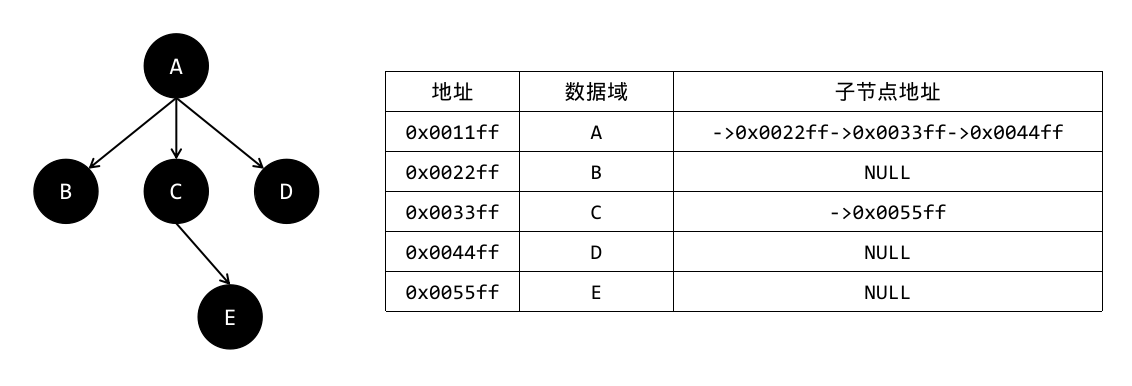 A
B C D
E
地址 数据域 子节点地址
0x0011ff A ->0x0022ff->0x0033ff->0x0044ff
0x0022ff B NULL
0x0033ff C ->0x0055ff
0x0044ff D NULL
0x0055ff E NULL